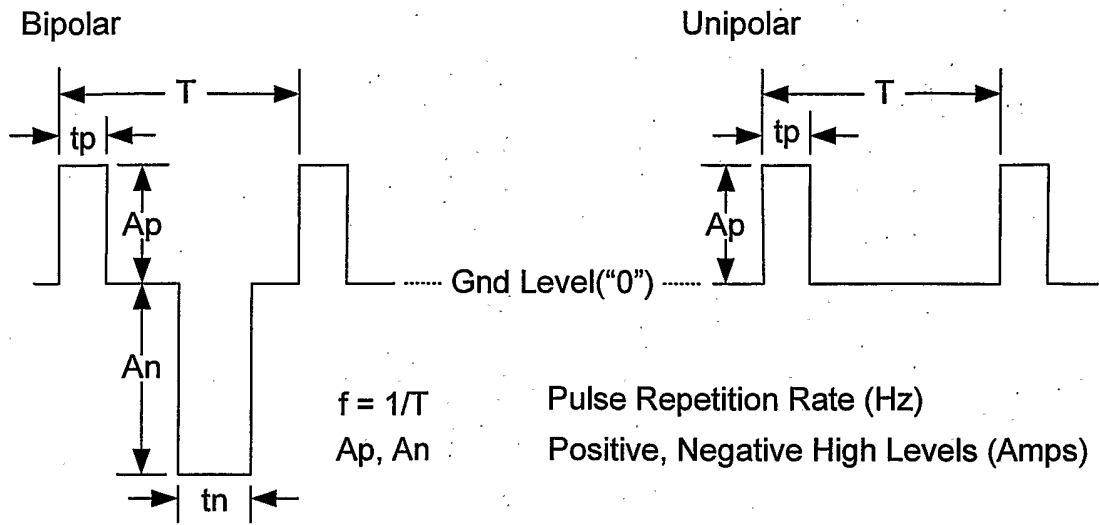 Bipolar
Unipolar
T
T
tp
tp
Ap
Ap
Gnd Level("0")
An
f = 1/T Pulse Repetition Rate (Hz)
Ap, An Positive, Negative High Levels (Amps)
tn